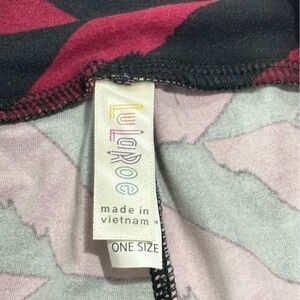 LuLaRoe
made in
vietnam
ONE SIZE